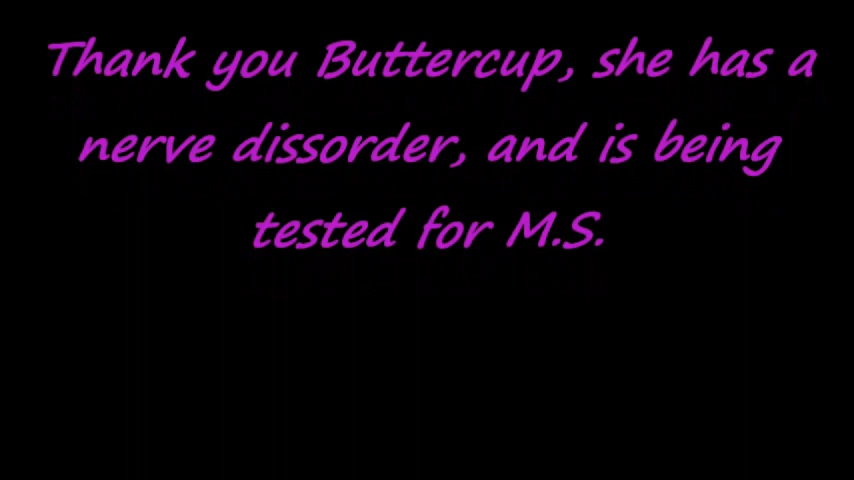 Thank you Buttercup, she has a
nerve dissorder, and is being
tested for M.S.